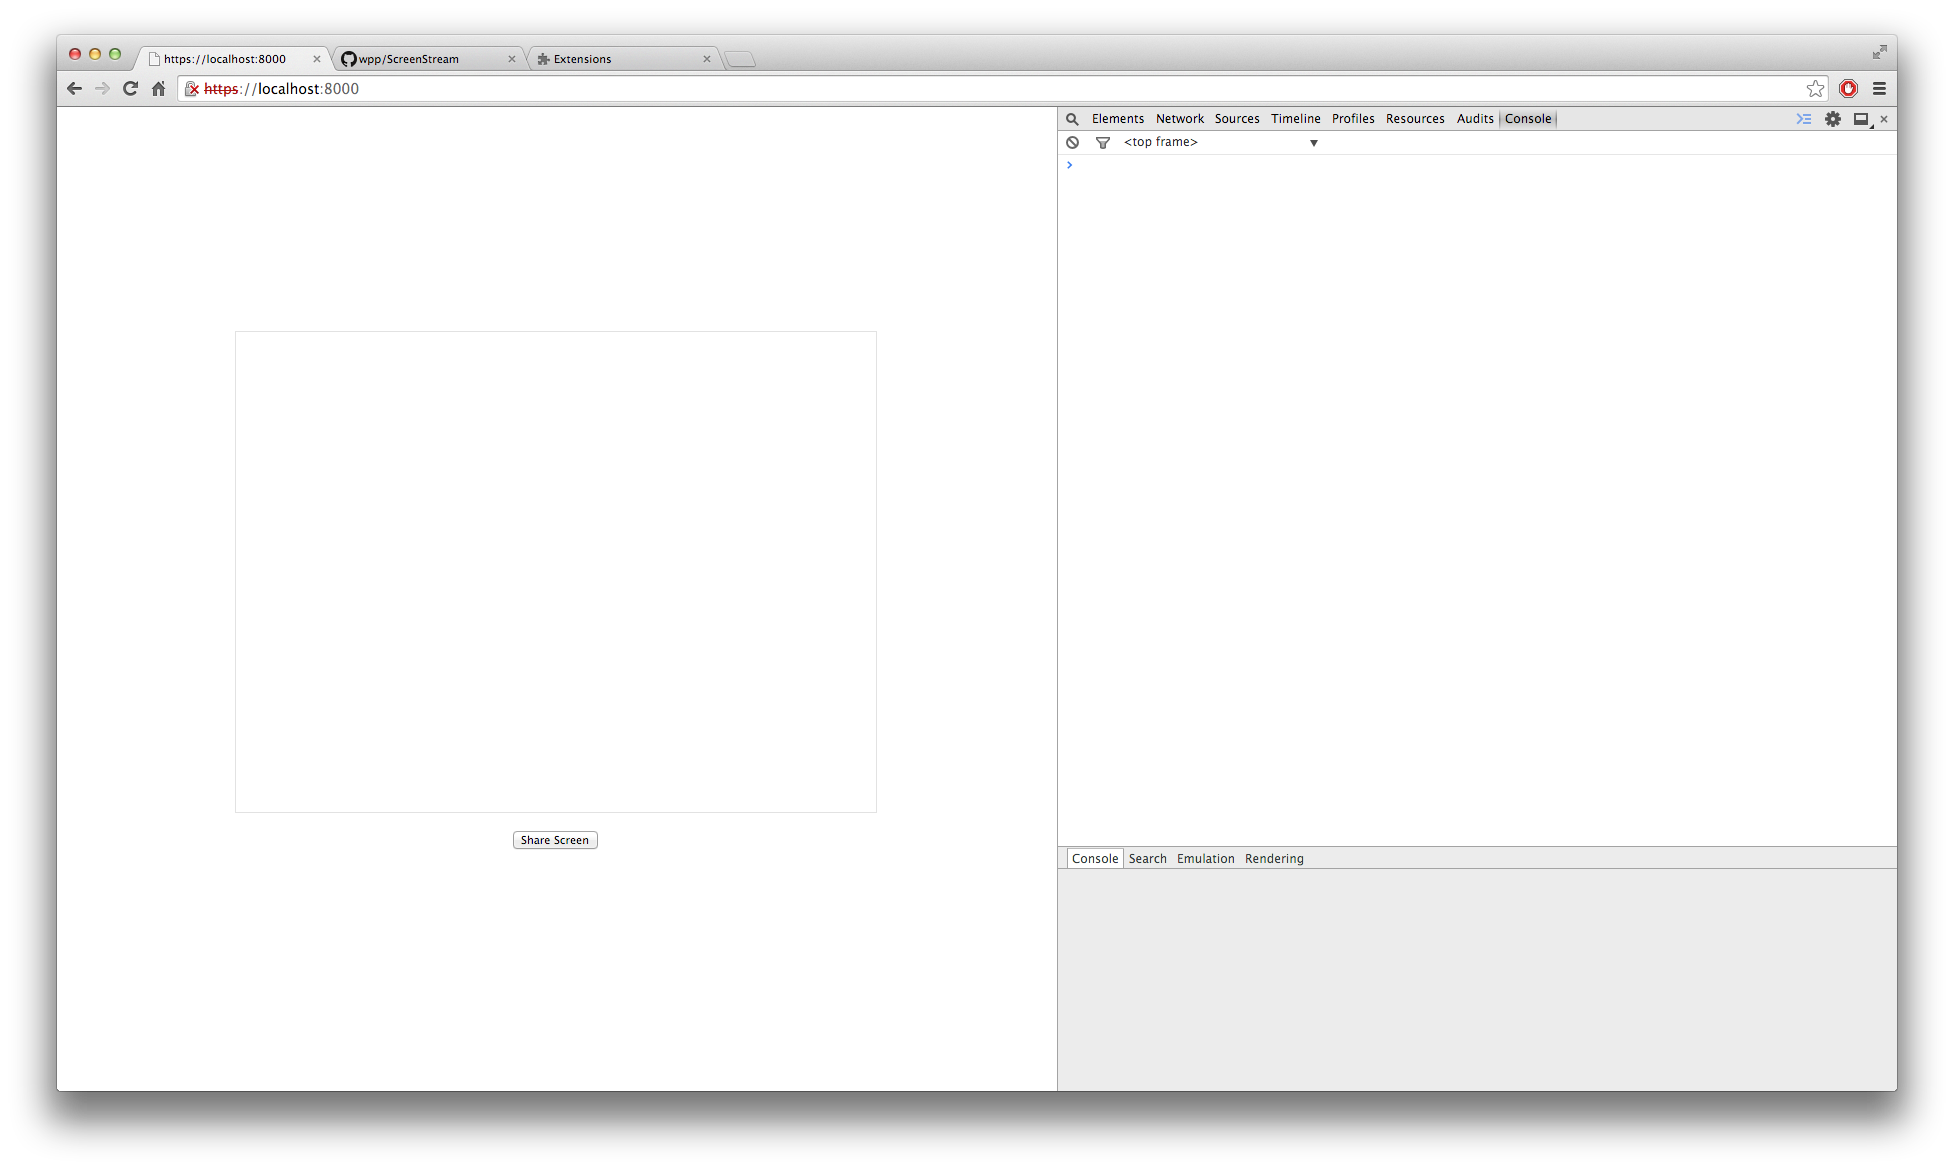 https://localhost:8000 wpp/ScreenStream Extensions
https://localhost:8000
Elements Network Sources Timeline Profiles Resources Audits Console
<top frame>
Share Screen
Console Search Emulation Rendering